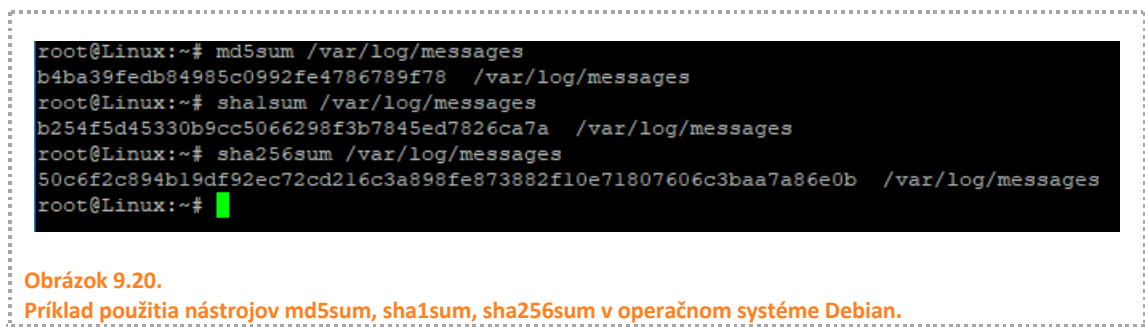 root@Linux:~# md5sum /var/log/messages
b4ba39fedb84985c0992fe4786789f78  /var/log/messages
root@Linux:~# sha1sum /var/log/messages
b254f5d45330b9cc5066298f3b7845ed7826ca7a  /var/log/messages
root@Linux:~# sha256sum /var/log/messages
50c6f2c894b19df92ec72cd216c3a898fe873882f10e71807606c3baa7a86e0b  /var/log/messages
root@Linux:~#
Obrázok 9.20.
Príklad použitia nástrojov md5sum, sha1sum, sha256sum v operačnom systéme Debian.